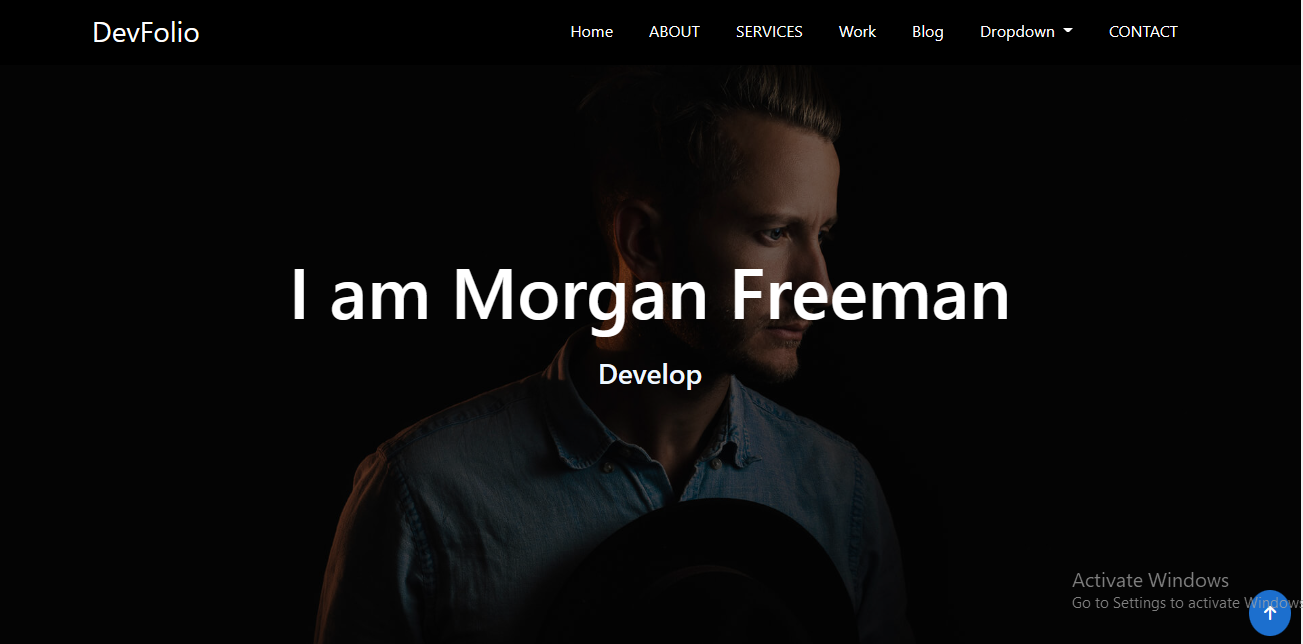 DevFolio
Home ABOUT SERVICES Work Blog Dropdown CONTACT
I am Morgan Freeman
Develop
Activate Windows
Go to Settings to activate Windows